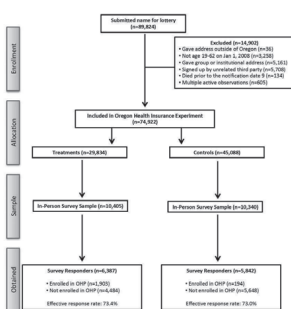 Submitted name for lottery
(n=89,824)
Excluded (n=14,902)
• Gave address outside of Oregon (n=36)
• Not age 19-62 on Jan 1, 2008 (n=3,258)
• Gave group or institutional address (n=5,161)
• Signed up by unrelated third party (n=5,708)
• Died prior to the notification date 9 (n=134)
• Multiple active observations (n=605)
Enrolment
Included in Oregon Health Insurance Experiment
(n=74,922)
Allocation
Treatments (n=29,834)
Controls (n=45,088)
Sample
In-Person Survey Sample (n=10,405)
In-Person Survey Sample (n=10,340)
Obtained
Survey Responders (n=6,387)
• Enrolled in OHP (n=1,903)
• Not enrolled in OHP (n=4,484)
Effective response rate: 73.4%
Survey Responders (n=5,842)
• Enrolled in OHP (n=194)
• Not enrolled in OHP (n=5,648)
Effective response rate: 73.0%